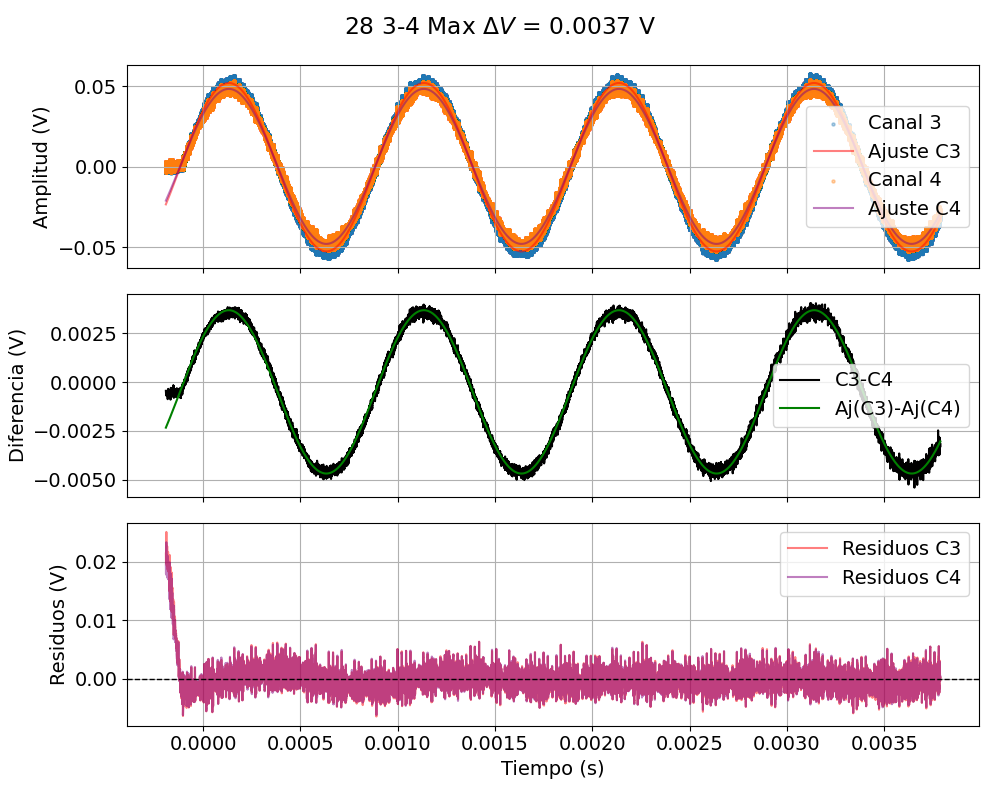 28 3-4 Max ΔV = 0.0037 V
Amplitud (V)
0.05
0.00
−0.05
Canal 3
Ajuste C3
Canal 4
Ajuste C4
Diferencia (V)
0.0025
0.0000
−0.0025
−0.0050
C3-C4
Aj(C3)-Aj(C4)
Residuos (V)
0.02
0.01
0.00
Residuos C3
Residuos C4
0.0000 0.0005 0.0010 0.0015 0.0020 0.0025 0.0030 0.0035
Tiempo (s)